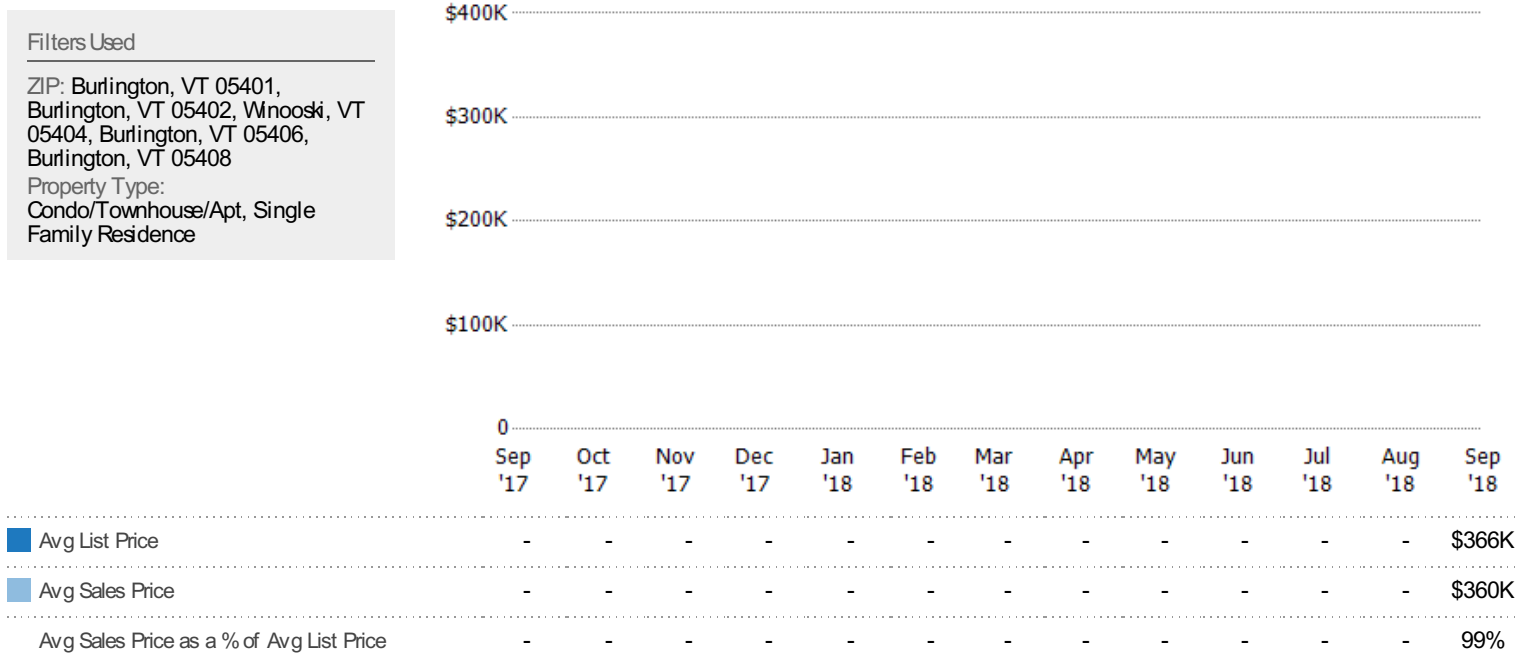 Filters Used
ZIP: Burlington, VT 05401,
Burlington, VT 05402, Winooski, VT
05404, Burlington, VT 05406,
Burlington, VT 05408
Property Type:
Condo/Townhouse/Apt, Single
Family Residence
$400K
$300K
$200K
$100K
0
Sep Oct Nov Dec Jan Feb Mar Apr May Jun Jul Aug Sep
'17 '17 '17 '17 '18 '18 '18 '18 '18 '18 '18 '18 '18
Avg List Price - - - - - - - - - - - - $366K
Avg Sales Price - - - - - - - - - - - - $360K
Avg Sales Price as a % of Avg List Price - - - - - - - - - - - - 99%